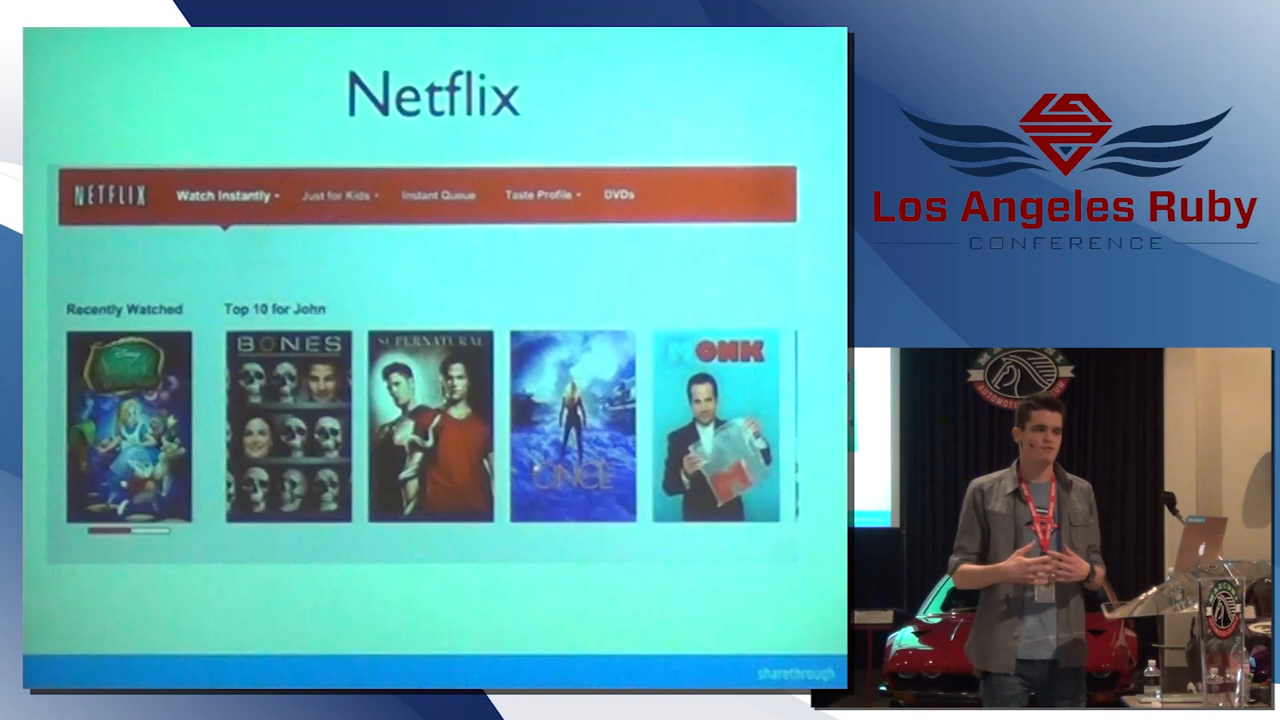 Netflix
NETFLIX
Watch Instantly
Just for Kids
Instant Queue
Taste Profile
DVDs
Recently Watched
Top 10 for John
Disney
BONES
SUPERNATURAL
ONCE
MONK
sharethrough
Los Angeles Ruby
CONFERENCE